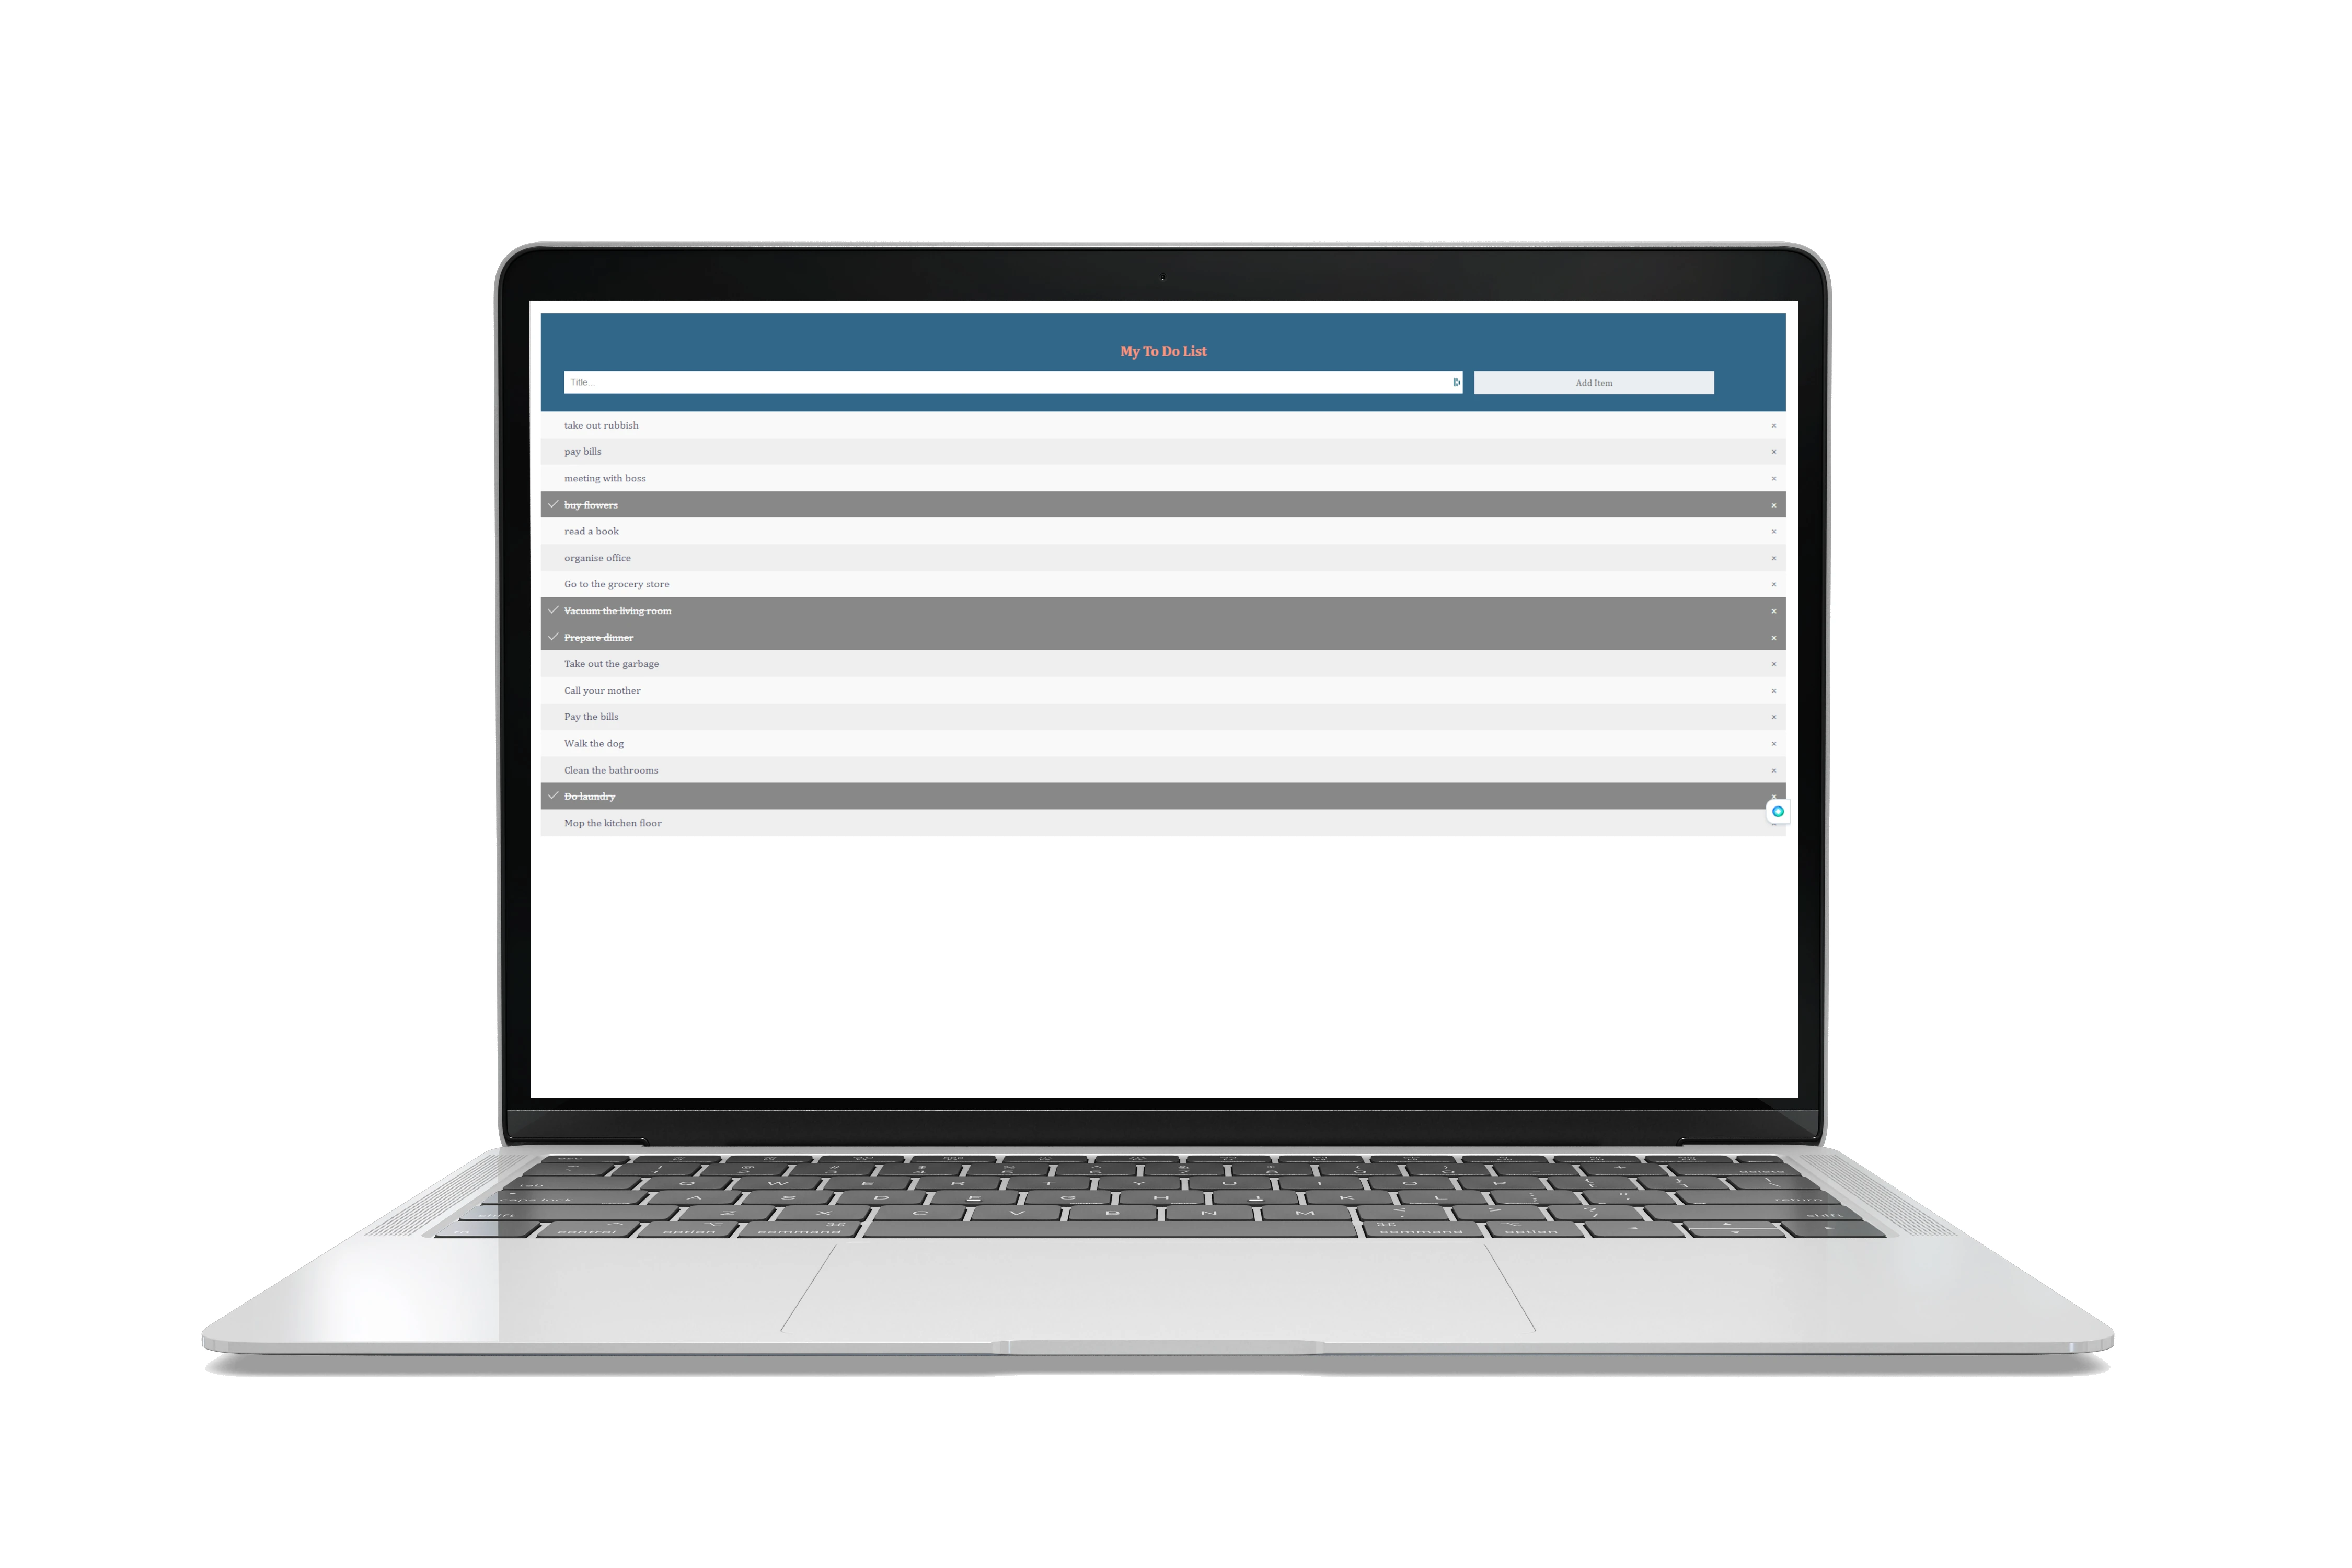 My To Do List
Title...
Add Item
take out rubbish ×
pay bills ×
meeting with boss ×
buy flowers ×
read a book ×
organise office ×
Go to the grocery store ×
Vacuum the living room ×
Prepare dinner ×
Take out the garbage ×
Call your mother ×
Pay the bills ×
Walk the dog ×
Clean the bathrooms ×
Do laundry ×
Mop the kitchen floor
esc
delete
tab Q W E R T Y U I O P
caps lock A S D F G H J K L return
shift Z X C V B N M shift
fn control option command command option